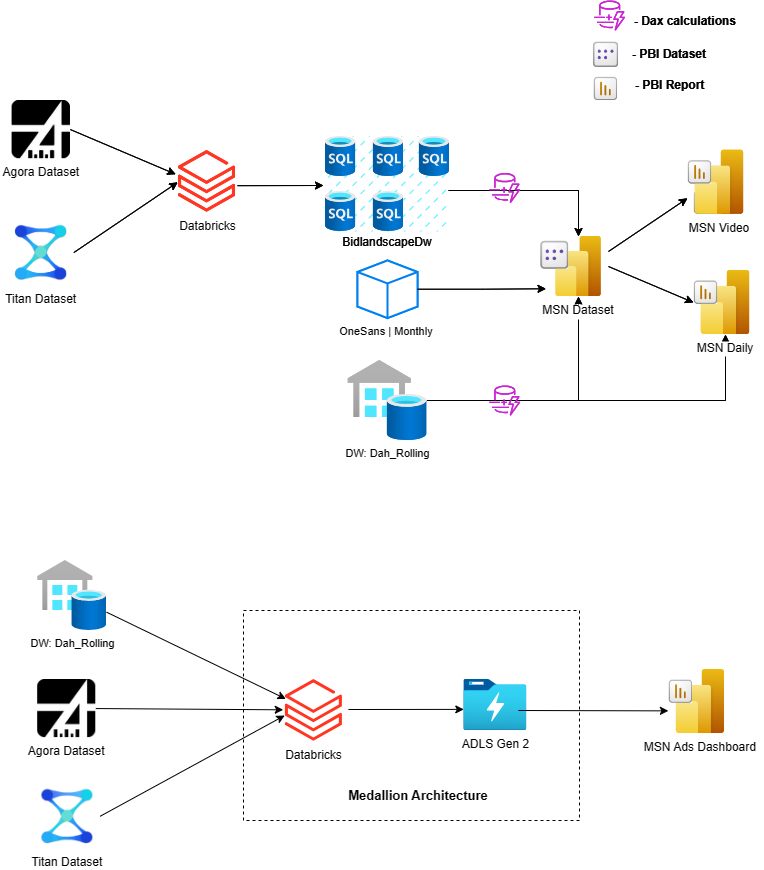 - Dax calculations
- PBI Dataset
- PBI Report
Agora Dataset
Titan Dataset
Databricks
SQL SQL SQL
SQL SQL
BidlandscapeDw
OneSans | Monthly
DW: Dah_Rolling
MSN Dataset
MSN Video
MSN Daily
DW: Dah_Rolling
Agora Dataset
Titan Dataset
Databricks
ADLS Gen 2
Medallion Architecture
MSN Ads Dashboard